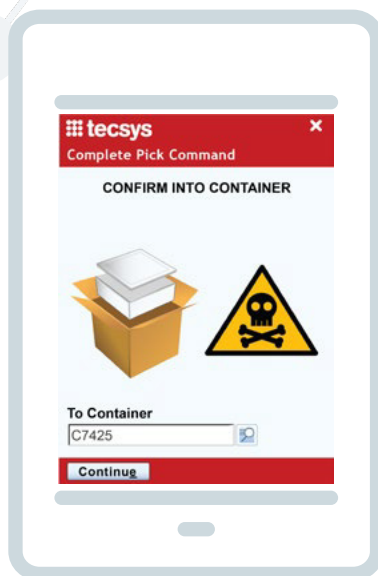 tecsys
Complete Pick Command
CONFIRM INTO CONTAINER
To Container
C7425
Continue